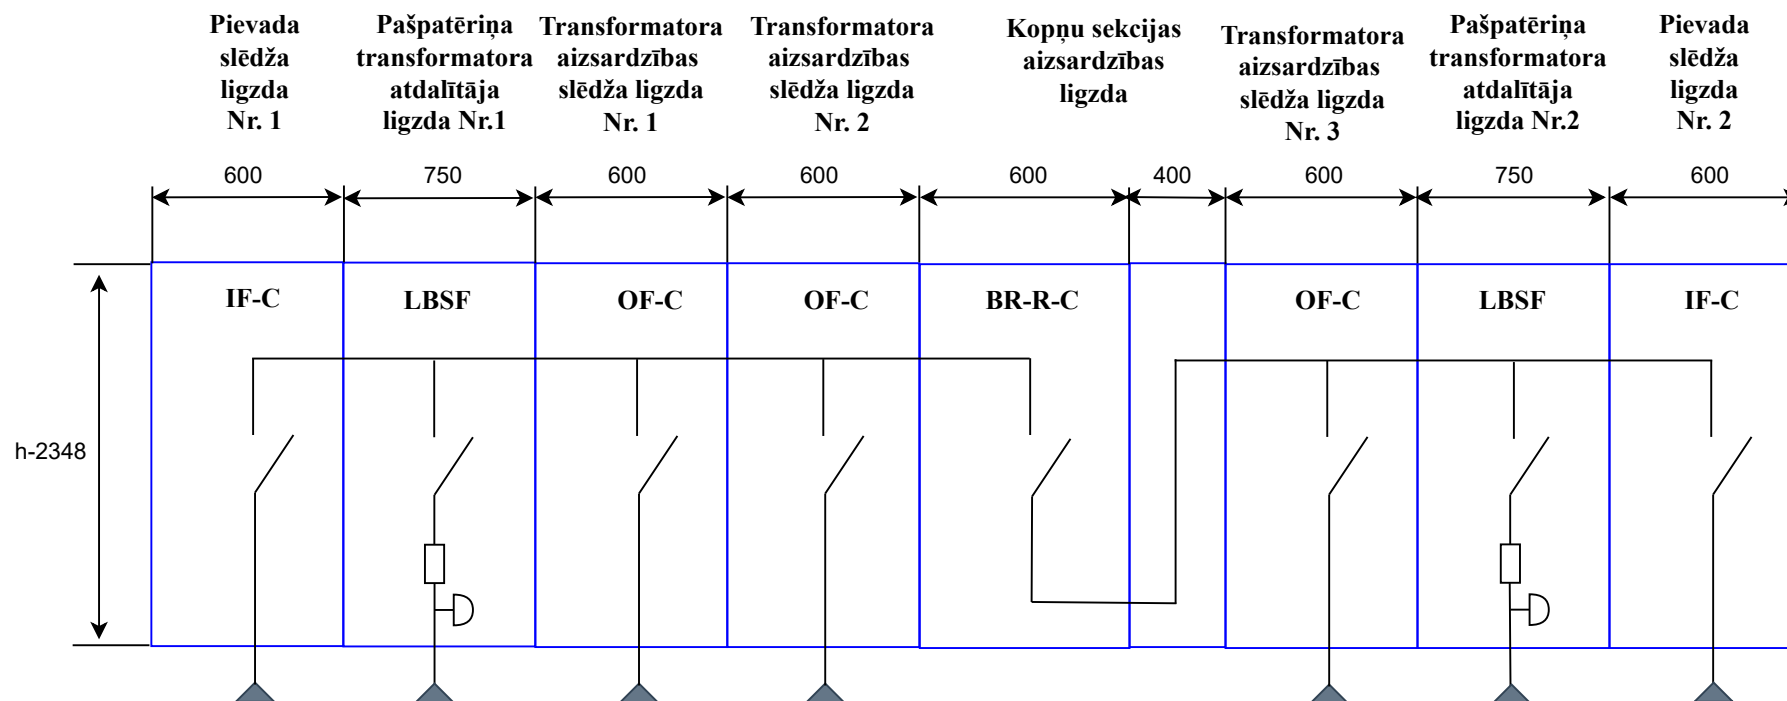 Pievada
slēdža
ligzda
Nr. 1
Pašpatēriņa
transformatora
atdalītāja
ligzda Nr.1
Transformatora
aizsardzības
slēdža ligzda
Nr. 1
Transformatora
aizsardzības
slēdža ligzda
Nr. 2
Kopņu sekcijas
aizsardzības
ligzda
Transformatora
aizsardzības
slēdža ligzda
Nr. 3
Pašpatēriņa
transformatora
atdalītāja
ligzda Nr.2
Pievada
slēdža
ligzda
Nr. 2
600
750
600
600
600
400
600
750
600
IF-C
LBSF
OF-C
OF-C
BR-R-C
OF-C
LBSF
IF-C
h-2348